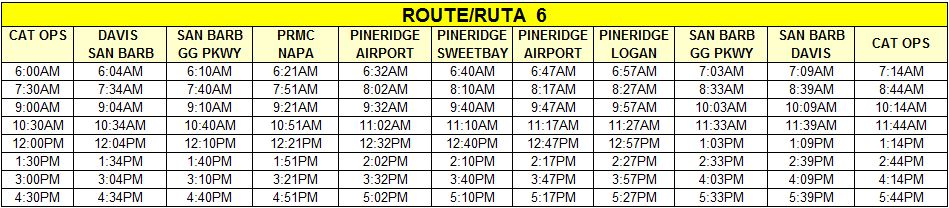 ROUTE/RUTA 6
CAT OPS DAVIS SAN BARB SAN BARB GG PKWY PRMC NAPA PINERIDGE AIRPORT PINERIDGE SWEETBAY PINERIDGE AIRPORT PINERIDGE LOGAN SAN BARB GG PKWY SAN BARB DAVIS CAT OPS
6:00AM 6:04AM 6:10AM 6:21AM 6:32AM 6:40AM 6:47AM 6:57AM 7:03AM 7:09AM 7:14AM
7:30AM 7:34AM 7:40AM 7:51AM 8:02AM 8:10AM 8:17AM 8:27AM 8:33AM 8:39AM 8:44AM
9:00AM 9:04AM 9:10AM 9:21AM 9:32AM 9:40AM 9:47AM 9:57AM 10:03AM 10:09AM 10:14AM
10:30AM 10:34AM 10:40AM 10:51AM 11:02AM 11:10AM 11:17AM 11:27AM 11:33AM 11:39AM 11:44AM
12:00PM 12:04PM 12:10PM 12:21PM 12:32PM 12:40PM 12:47PM 12:57PM 1:03PM 1:09PM 1:14PM
1:30PM 1:34PM 1:40PM 1:51PM 2:02PM 2:10PM 2:17PM 2:27PM 2:33PM 2:39PM 2:44PM
3:00PM 3:04PM 3:10PM 3:21PM 3:32PM 3:40PM 3:47PM 3:57PM 4:03PM 4:09PM 4:14PM
4:30PM 4:34PM 4:40PM 4:51PM 5:02PM 5:10PM 5:17PM 5:27PM 5:33PM 5:39PM 5:44PM